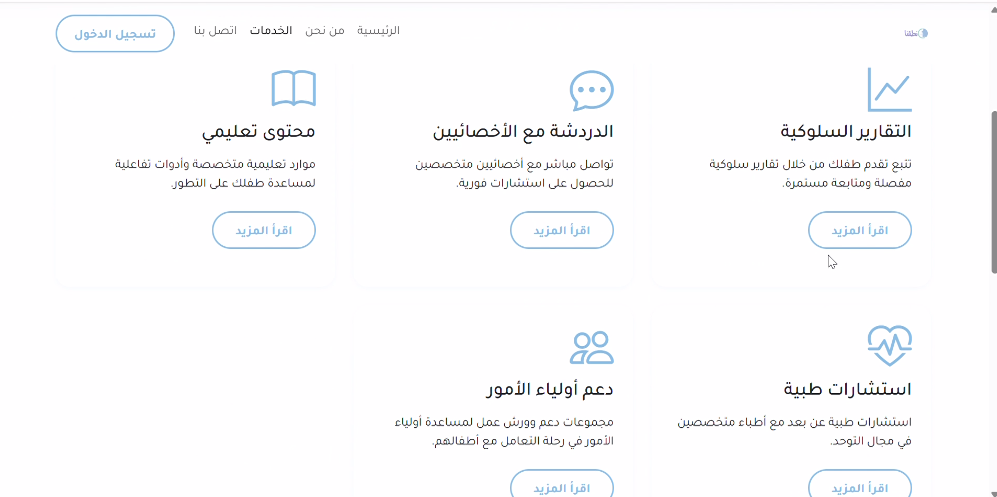 الرئيسية
من نحن
الخدمات
اتصل بنا
تسجيل الدخول
التقارير السلوكية
تتبع تقدم طفلك من خلال تقارير سلوكية
مفصلة ومتابعة مستمرة.
اقرأ المزيد
الدردشة مع الأخصائيين
تواصل مباشر مع أخصائيين متخصصين
للحصول على استشارات فورية.
اقرأ المزيد
محتوى تعليمي
موارد تعليمية متخصصة وأدوات تفاعلية
لمساعدة طفلك على التطور.
اقرأ المزيد
استشارات طبية
استشارات طبية عن بعد مع أطباء متخصصين
في مجال التوحد.
اقرأ المزيد
دعم أولياء الأمور
مجموعات دعم وورش عمل لمساعدة أولياء
الأمور في رحلة التعامل مع أطفالهم.
اقرأ المزيد